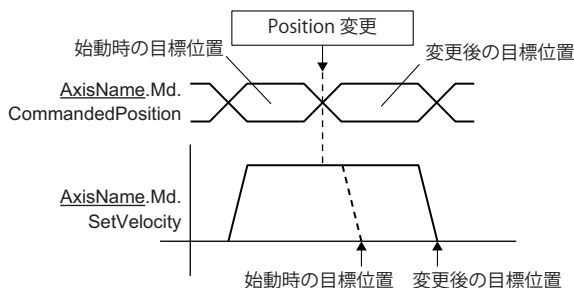 Position 変更
始動時の目標位置
変更後の目標位置
AxisName.Md.
CommandedPosition
AxisName.Md.
SetVelocity
始動時の目標位置 変更後の目標位置